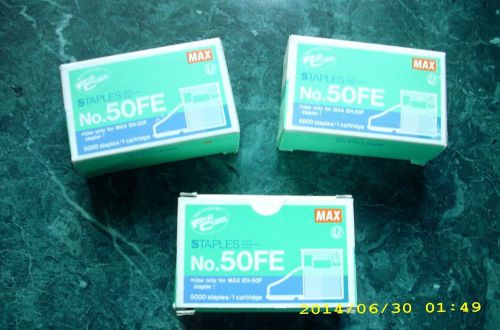 MAX
STAPLES
No.50FE
•Use only for MAX EH-50F
stapler!
5000 staples/1 cartridge
MAX
STAPLES
No.50FE
•Use only for MAX EH-50F
stapler!
5000 staples/1 cartridge
MAX
STAPLES
No.50FE
•Use only for MAX EH-50F
stapler!
5000 staples/1 cartridge
2014/06/30 01:49